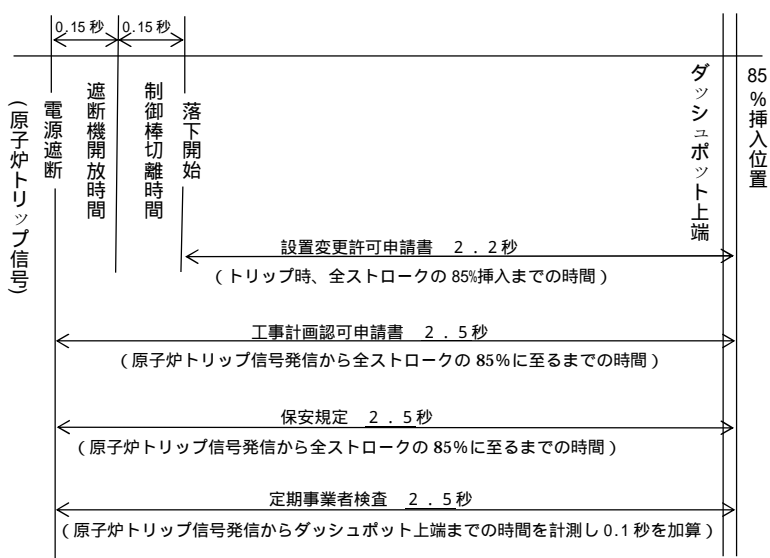 0.15秒
0.15秒
(原子炉トリップ信号)
電源遮断
遮断機開放時間
制御棒切離時間
落下開始
ダッシュポット上端
85%挿入位置
設置変更許可申請書 2.2秒
(トリップ時、全ストロークの85%挿入までの時間)
工事計画認可申請書 2.5秒
(原子炉トリップ信号発信から全ストロークの85%に至るまでの時間)
保安規定 2.5秒
(原子炉トリップ信号発信から全ストロークの85%に至るまでの時間)
定期事業者検査 2.5秒
(原子炉トリップ信号発信からダッシュポット上端までの時間を計測し0.1秒を加算)